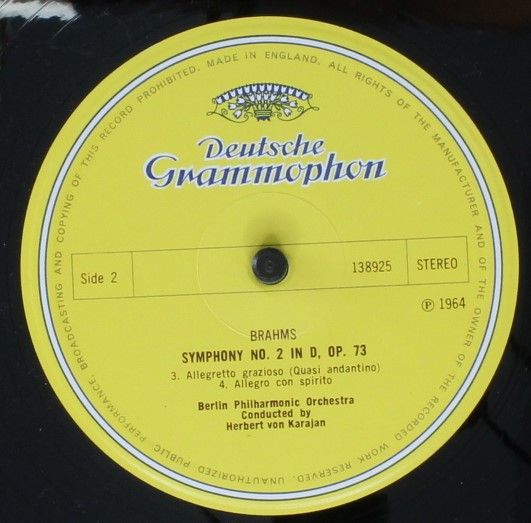 MADE IN ENGLAND. ALL RIGHTS OF THE MANUFACTURER AND OF THE OWNER OF THE RECORDED WORK RESERVED. UNAUTHORIZED PUBLIC PERFORMANCE, BROADCASTING AND COPYING OF THIS RECORD PROHIBITED.
Deutsche
Grammophon
Side 2 138925 STEREO
℗ 1964
BRAHMS
SYMPHONY NO. 2 IN D, OP. 73
3. Allegretto grazioso (Quasi andantino)
4. Allegro con spirito
Berlin Philharmonic Orchestra
Conducted by
Herbert von Karajan